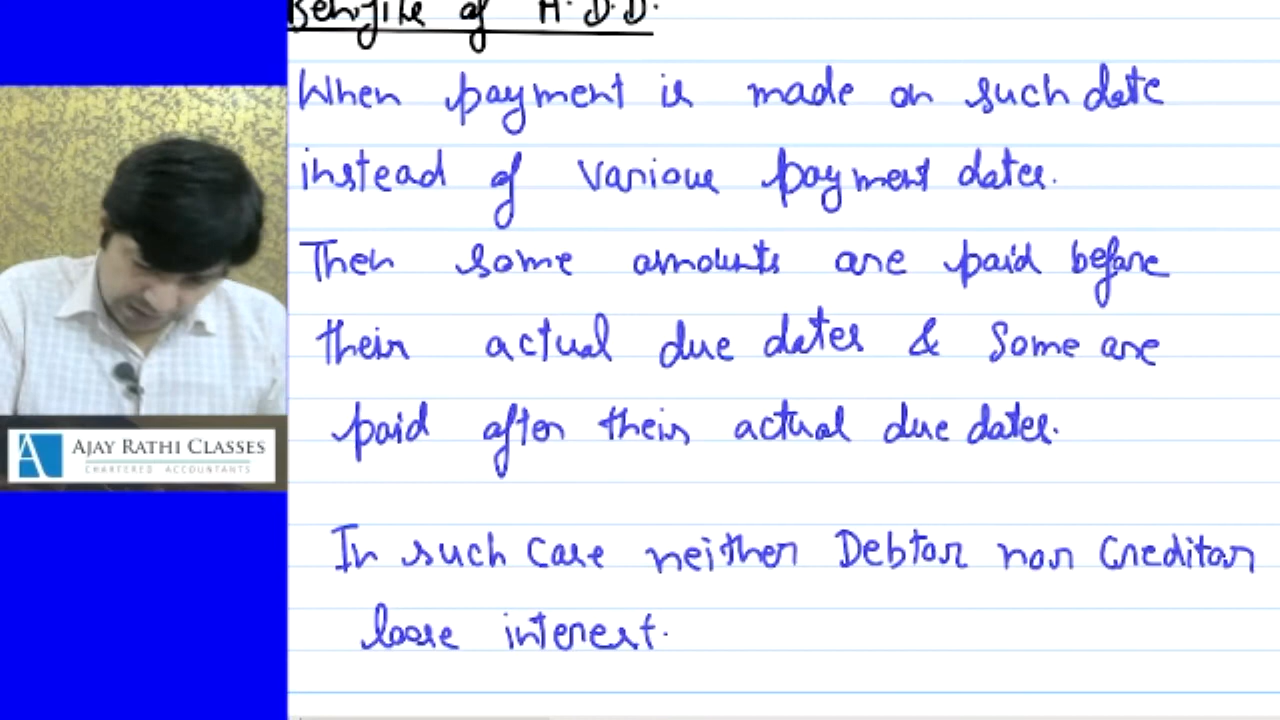 Benifits of A.D.D.
When payment is made on such date
instead of various payment dates.
Then some amounts are paid before
their actual due dates & Some are
paid after their actual due dates.
In such Case neither Debtor nor Creditor
loose interest.
AJAY RATHI CLASSES
CHARTERED ACCOUNTANTS